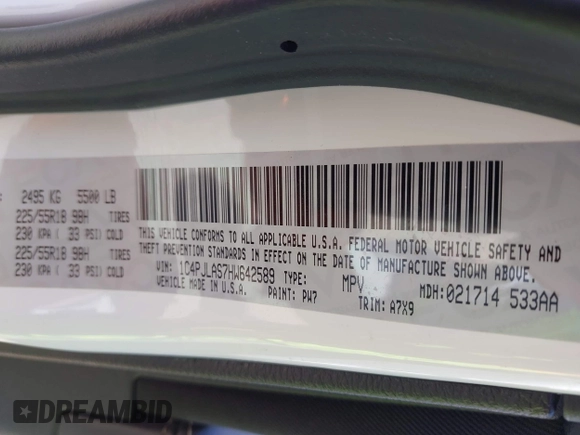 2495 KG 5500 LB
225/55R18 98H TIRES
230 KPA ( 33 PSI) COLD
225/55R18 98H TIRES
230 KPA ( 33 PSI) COLD
THIS VEHICLE CONFORMS TO ALL APPLICABLE U.S.A. FEDERAL MOTOR VEHICLE SAFETY AND
THEFT PREVENTION STANDARDS IN EFFECT ON THE DATE OF MANUFACTURE SHOWN ABOVE.
VIN: 1C4PJLAS7HW642589 TYPE: MPV MDH:021714 533AA
VEHICLE MADE IN U.S.A. PAINT: PW7 TRIM: A7X9
DREAMBID